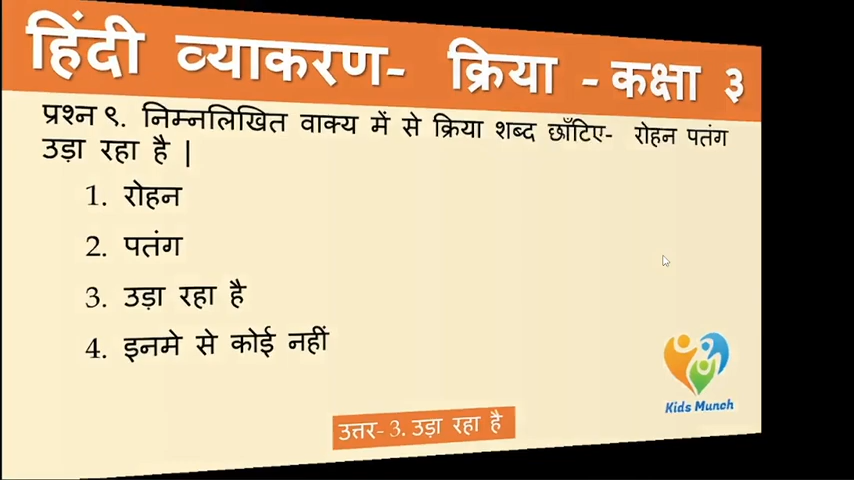 हिंदी व्याकरण- क्रिया - कक्षा ३
प्रश्न ९. निम्नलिखित वाक्य में से क्रिया शब्द छाँटिए- रोहन पतंग
उड़ा रहा है |
1. रोहन
2. पतंग
3. उड़ा रहा है
4. इनमे से कोई नहीं
Kids Munch
उत्तर- 3. उड़ा रहा है